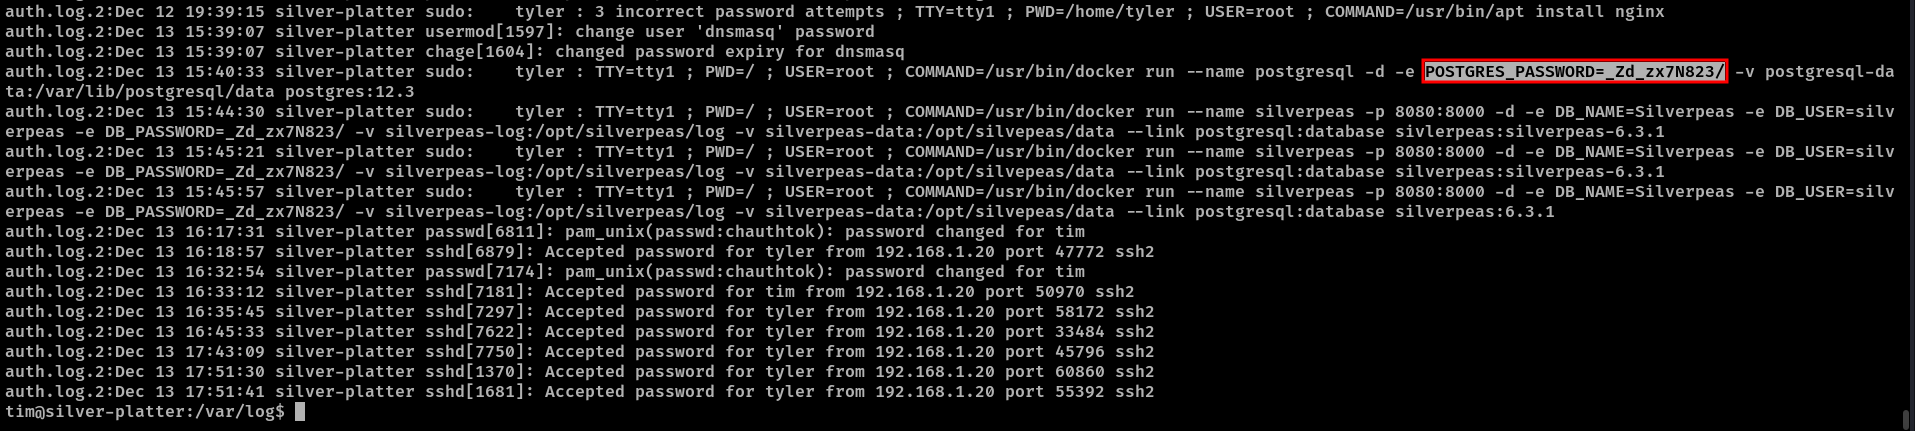 auth.log.2:Dec 12 19:39:15 silver-platter sudo:    tyler : 3 incorrect password attempts ; TTY=tty1 ; PWD=/home/tyler ; USER=root ; COMMAND=/usr/bin/apt install nginx
auth.log.2:Dec 13 15:39:07 silver-platter usermod[1597]: change user 'dnsmasq' password
auth.log.2:Dec 13 15:39:07 silver-platter chage[1604]: changed password expiry for dnsmasq
auth.log.2:Dec 13 15:40:33 silver-platter sudo:    tyler : TTY=tty1 ; PWD=/ ; USER=root ; COMMAND=/usr/bin/docker run --name postgresql -d -e POSTGRES_PASSWORD=_Zd_zx7N823/ -v postgresql-da
ta:/var/lib/postgresql/data postgres:12.3
auth.log.2:Dec 13 15:44:30 silver-platter sudo:    tyler : TTY=tty1 ; PWD=/ ; USER=root ; COMMAND=/usr/bin/docker run --name silverpeas -p 8080:8000 -d -e DB_NAME=Silverpeas -e DB_USER=silv
erpeas -e DB_PASSWORD=_Zd_zx7N823/ -v silverpeas-log:/opt/silverpeas/log -v silverpeas-data:/opt/silvepeas/data --link postgresql:database sivlerpeas:silverpeas-6.3.1
auth.log.2:Dec 13 15:45:21 silver-platter sudo:    tyler : TTY=tty1 ; PWD=/ ; USER=root ; COMMAND=/usr/bin/docker run --name silverpeas -p 8080:8000 -d -e DB_NAME=Silverpeas -e DB_USER=silv
erpeas -e DB_PASSWORD=_Zd_zx7N823/ -v silverpeas-log:/opt/silverpeas/log -v silverpeas-data:/opt/silvepeas/data --link postgresql:database silverpeas:silverpeas-6.3.1
auth.log.2:Dec 13 15:45:57 silver-platter sudo:    tyler : TTY=tty1 ; PWD=/ ; USER=root ; COMMAND=/usr/bin/docker run --name silverpeas -p 8080:8000 -d -e DB_NAME=Silverpeas -e DB_USER=silv
erpeas -e DB_PASSWORD=_Zd_zx7N823/ -v silverpeas-log:/opt/silverpeas/log -v silverpeas-data:/opt/silvepeas/data --link postgresql:database silverpeas:6.3.1
auth.log.2:Dec 13 16:17:31 silver-platter passwd[6811]: pam_unix(passwd:chauthtok): password changed for tim
auth.log.2:Dec 13 16:18:57 silver-platter sshd[6879]: Accepted password for tyler from 192.168.1.20 port 47772 ssh2
auth.log.2:Dec 13 16:32:54 silver-platter passwd[7174]: pam_unix(passwd:chauthtok): password changed for tim
auth.log.2:Dec 13 16:33:12 silver-platter sshd[7181]: Accepted password for tim from 192.168.1.20 port 50970 ssh2
auth.log.2:Dec 13 16:35:45 silver-platter sshd[7297]: Accepted password for tyler from 192.168.1.20 port 58172 ssh2
auth.log.2:Dec 13 16:45:33 silver-platter sshd[7622]: Accepted password for tyler from 192.168.1.20 port 33484 ssh2
auth.log.2:Dec 13 17:43:09 silver-platter sshd[7750]: Accepted password for tyler from 192.168.1.20 port 45796 ssh2
auth.log.2:Dec 13 17:51:30 silver-platter sshd[1370]: Accepted password for tyler from 192.168.1.20 port 60860 ssh2
auth.log.2:Dec 13 17:51:41 silver-platter sshd[1681]: Accepted password for tyler from 192.168.1.20 port 55392 ssh2
tim@silver-platter:/var/log$